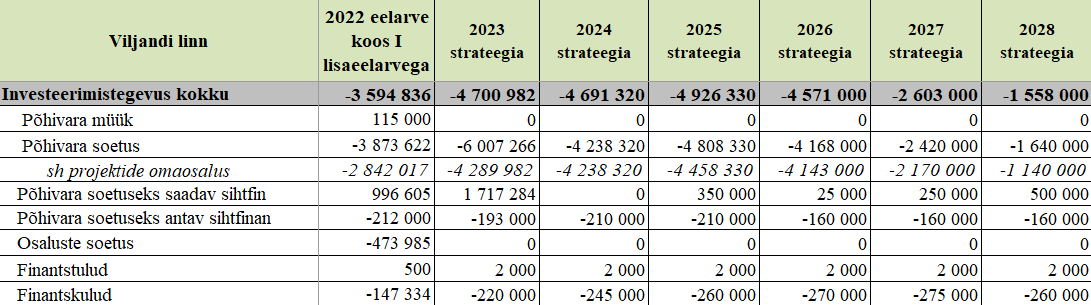 Viljandi linn 2022 eelarve koos I lisaeelarvega 2023 strateegia 2024 strateegia 2025 strateegia 2026 strateegia 2027 strateegia 2028 strateegia
Investeerimistegevus kokku -3 594 836 -4 700 982 -4 691 320 -4 926 330 -4 571 000 -2 603 000 -1 558 000
Põhivara müük 115 000 0 0 0 0 0 0
Põhivara soetus -3 873 622 -6 007 266 -4 238 320 -4 808 330 -4 168 000 -2 420 000 -1 640 000
sh projektide omaosalus -2 842 017 -4 289 982 -4 238 320 -4 458 330 -4 143 000 -2 170 000 -1 140 000
Põhivara soetuseks saadav sihtfin 996 605 1 717 284 0 350 000 25 000 250 000 500 000
Põhivara soetuseks antav sihtfinan -212 000 -193 000 -210 000 -210 000 -160 000 -160 000 -160 000
Osaluste soetus -473 985 0 0 0 0 0 0
Finantstulud 500 2 000 2 000 2 000 2 000 2 000 2 000
Finantskulud -147 334 -220 000 -245 000 -260 000 -270 000 -275 000 -260 000